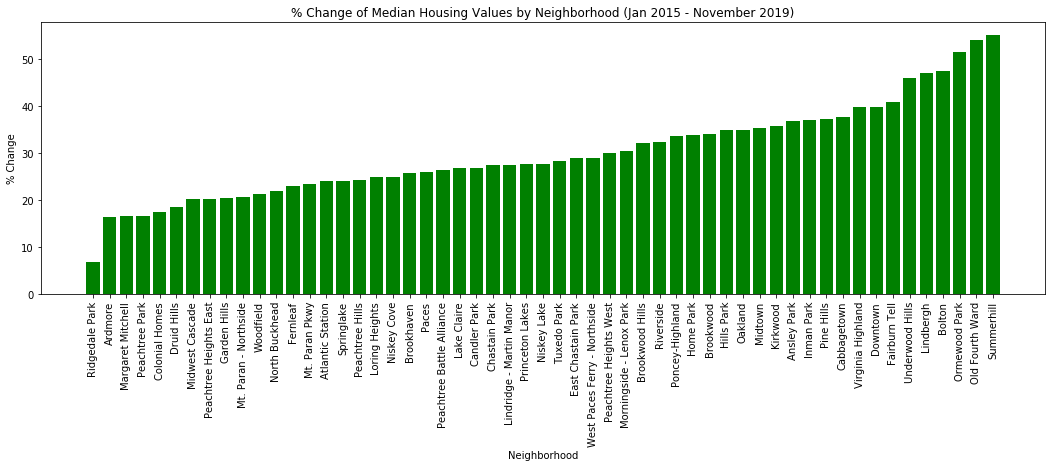 % Change of Median Housing Values by Neighborhood (Jan 2015 - November 2019)
% Change
50
40
30
20
10
0
Ridgedale Park
Ardmore
Margaret Mitchell
Peachtree Park
Colonial Homes
Druid Hills
Midwest Cascade
Peachtree Heights East
Garden Hills
Mt. Paran - Northside
Woodfield
North Buckhead
Fernleaf
Mt. Paran Pkwy
Atlantic Station
Springlake
Peachtree Hills
Loring Heights
Niskey Cove
Brookhaven
Paces
Peachtree Battle Alliance
Lake Claire
Candler Park
Chastain Park
Lindridge - Martin Manor
Princeton Lakes
Niskey Lake
Tuxedo Park
East Chastain Park
West Paces Ferry - Northside
Peachtree Heights West
Morningside - Lenox Park
Brookwood Hills
Riverside
Poncey-Highland
Home Park
Brookwood
Hills Park
Oakland
Midtown
Kirkwood
Ansley Park
Inman Park
Pine Hills
Cabbagetown
Virginia Highland
Downtown
Fairburn Tell
Underwood Hills
Lindbergh
Bolton
Ormewood Park
Old Fourth Ward
Summerhill
Neighborhood